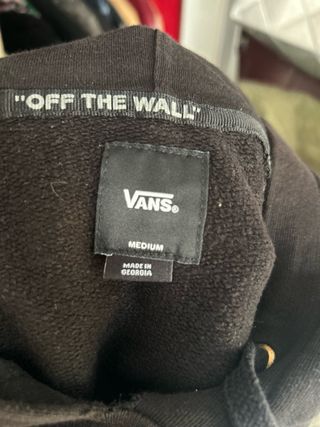 "OFF THE WALL"
VANS®
MEDIUM
MADE IN
GEORGIA